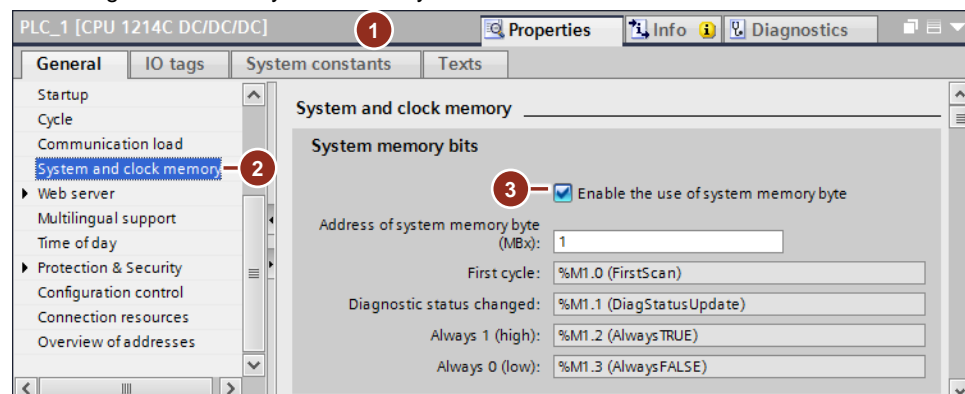 PLC_1 [CPU 1214C DC/DC/DC]
1
Properties
Info
Diagnostics
General
IO tags
System constants
Texts
Startup
Cycle
Communication load
System and clock memory
2
Web server
Multilingual support
Time of day
Protection & Security
Configuration control
Connection resources
Overview of addresses
System and clock memory
System memory bits
3
Enable the use of system memory byte
Address of system memory byte
(MBx): 1
First cycle: %M1.0 (FirstScan)
Diagnostic status changed: %M1.1 (DiagStatusUpdate)
Always 1 (high): %M1.2 (AlwaysTRUE)
Always 0 (low): %M1.3 (AlwaysFALSE)